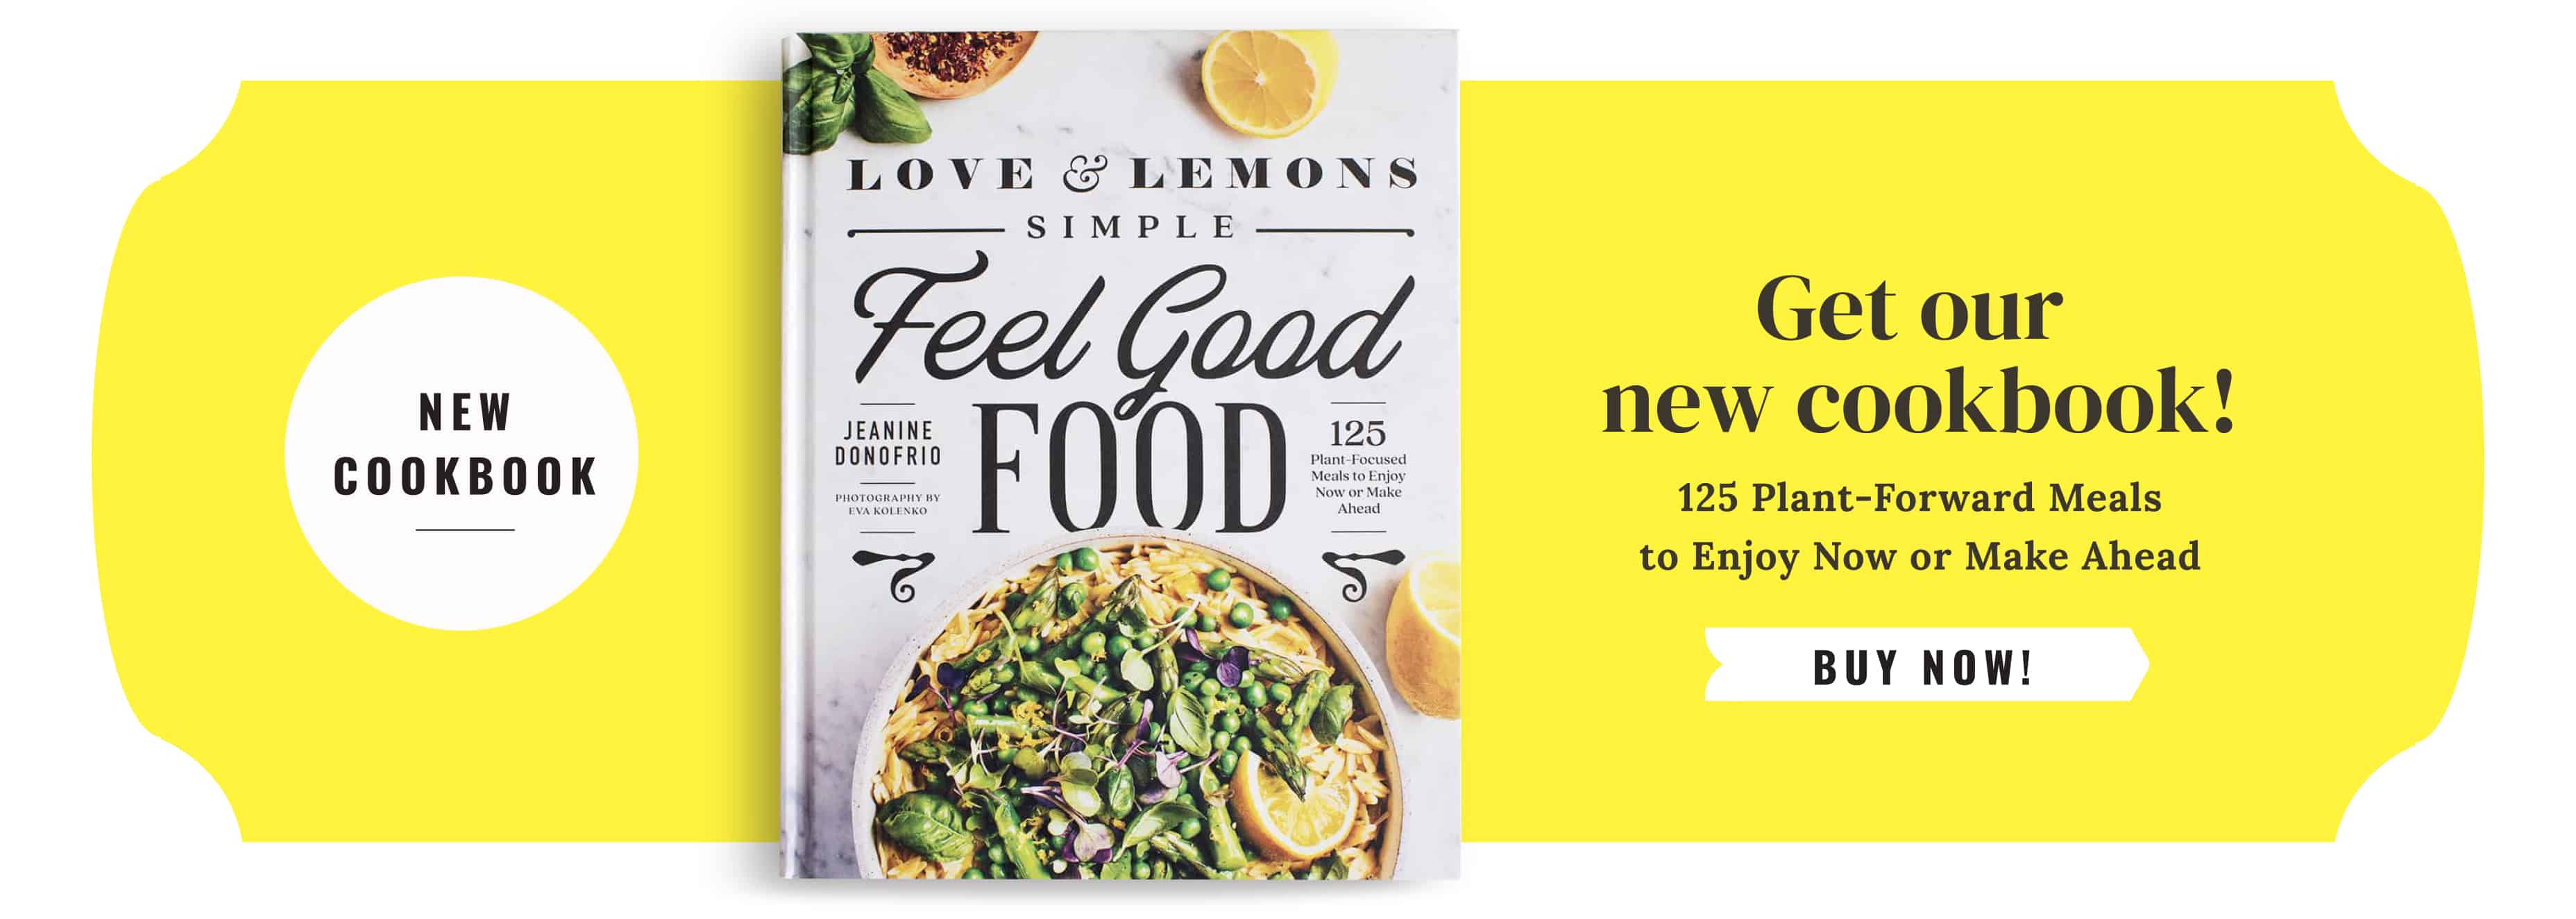 NEW
COOKBOOK
LOVE & LEMONS
SIMPLE
Feel Good
FOOD
JEANINE
DONOFRIO
PHOTOGRAPHY BY
EVA KOLENKO
125
Plant-Focused
Meals to Enjoy
Now or Make
Ahead
Get our
new cookbook!
125 Plant-Forward Meals
to Enjoy Now or Make Ahead
BUY NOW!